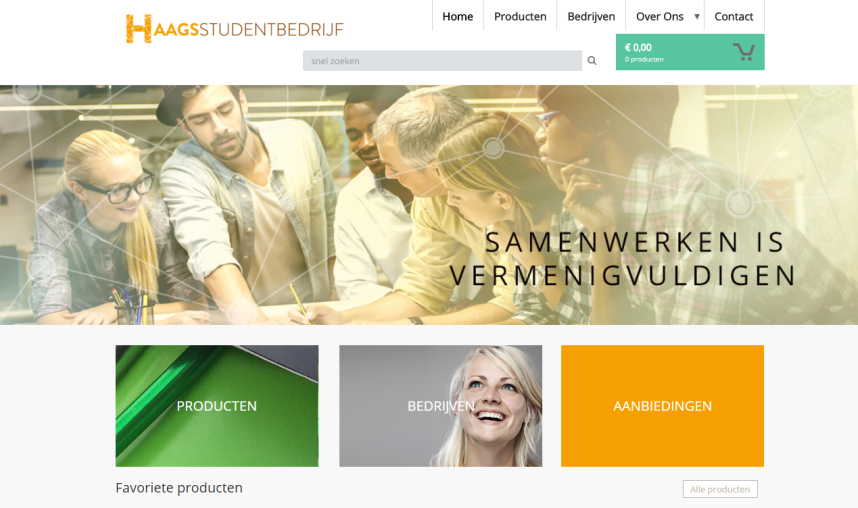 HAAGSSTUDENTBEDRIJF
Home Producten Bedrijven Over Ons ▼ Contact
€ 0,00
0 producten
snel zoeken
SAMENWERKEN IS
VERMENIGVULDIGEN
PRODUCTEN
BEDRIJVEN
AANBIEDINGEN
Favoriete producten
Alle producten